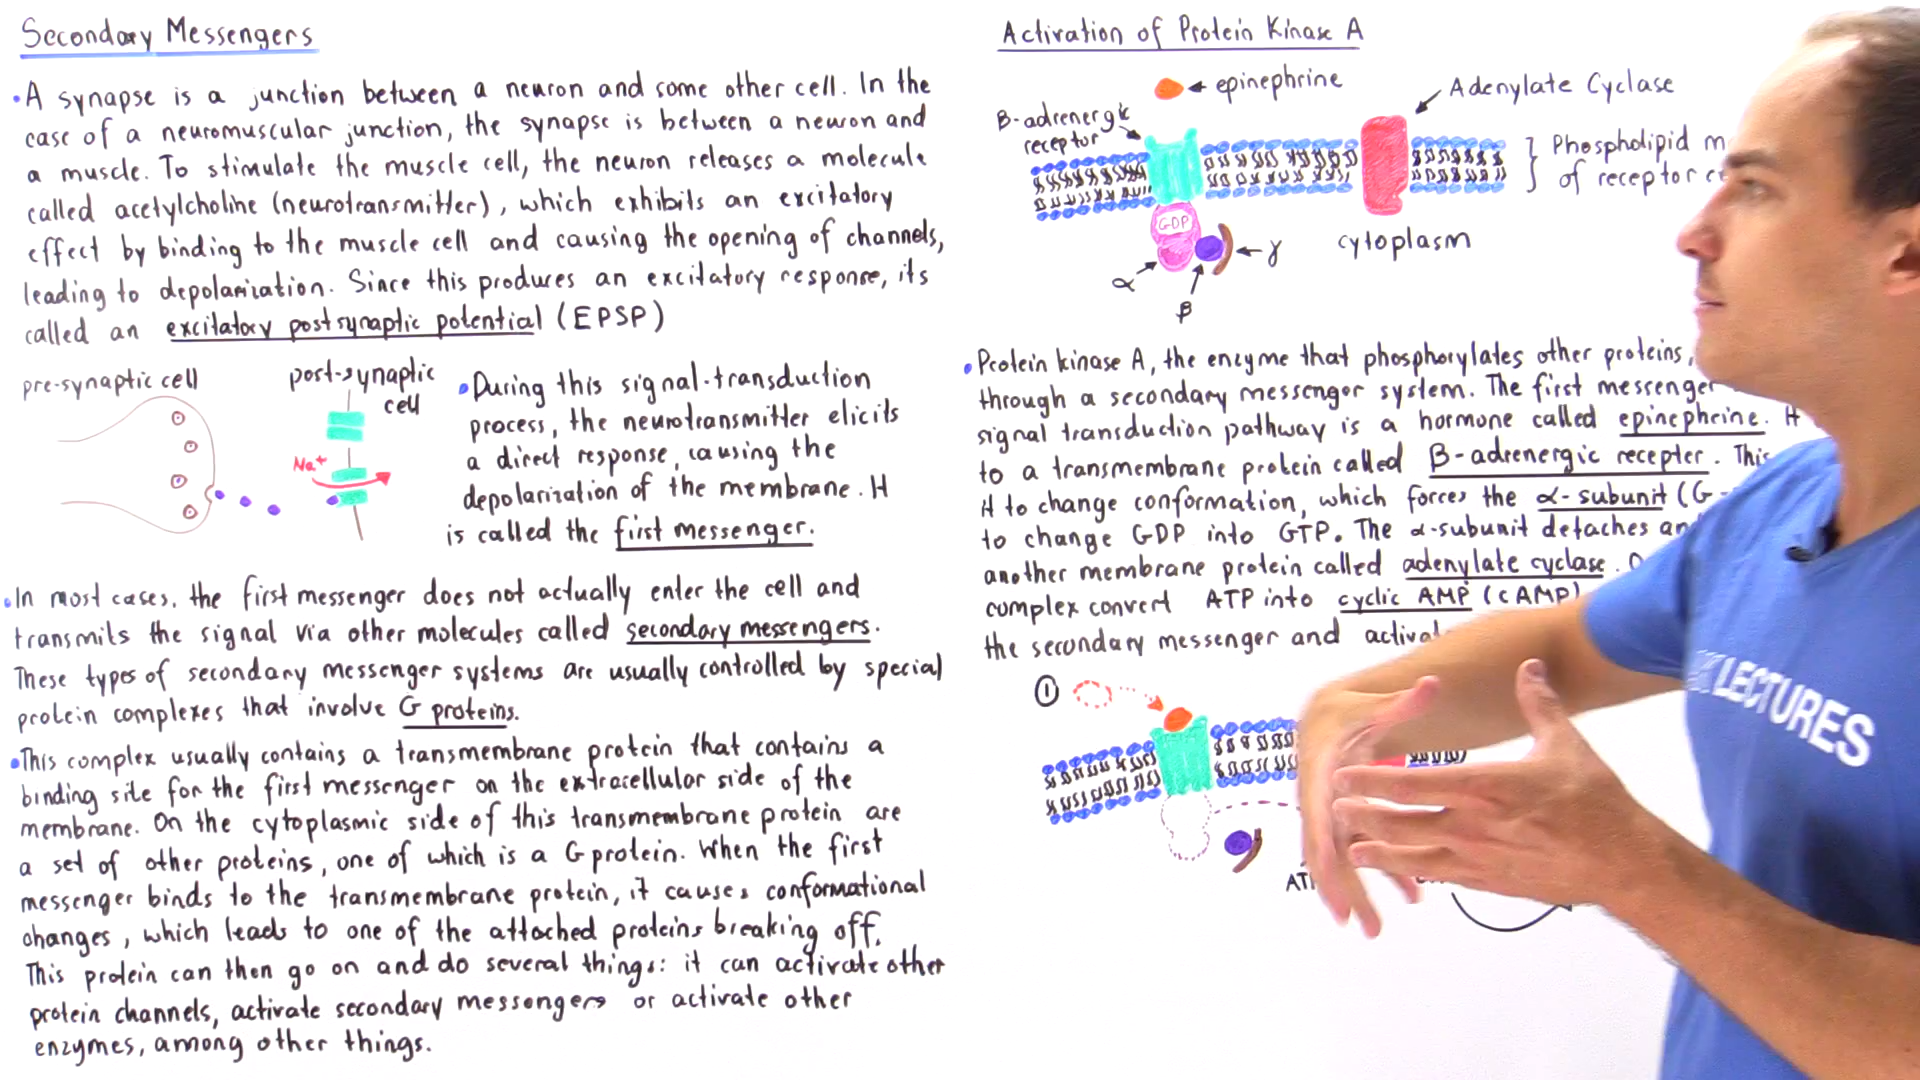 Secondary Messengers
• A synapse is a junction between a neuron and some other cell. In the
case of a neuromuscular junction, the synapse is between a neuron and
a muscle. To stimulate the muscle cell, the neuron releases a molecule
called acetylcholine (neurotransmitter), which exhibits an excitatory
effect by binding to the muscle cell and causing the opening of channels,
leading to depolarization. Since this produces an excitatory response, its
called an excitatory postsynaptic potential (EPSP)
pre-synaptic cell
post-synaptic
cell
Na+
• During this signal-transduction
process, the neurotransmitter elicits
a direct response, causing the
depolarization of the membrane. It
is called the first messenger.
• In most cases, the first messenger does not actually enter the cell and
transmits the signal via other molecules called secondary messengers.
These types of secondary messenger systems are usually controlled by special
protein complexes that involve G proteins.
• This complex usually contains a transmembrane protein that contains a
binding site for the first messenger on the extracellular side of the
membrane. On the cytoplasmic side of this transmembrane protein are
a set of other proteins, one of which is a G protein. When the first
messenger binds to the transmembrane protein, it causes conformational
changes, which leads to one of the attached proteins breaking off.
This protein can then go on and do several things: it can activate other
protein channels, activate secondary messengers or activate other
enzymes, among other things.
Activation of Protein Kinase A
epinephrine
Adenylate Cyclase
B-adrenergic
receptor
Phospholipid
of receptor
GDP
γ
cytoplasm
α
β
• Protein kinase A, the enzyme that phosphorylates other proteins,
through a secondary messenger system. The first messenger
signal transduction pathway is a hormone called epinephrine. It
to a transmembrane protein called B-adrenergic recepter. This
it to change conformation, which forces the α-subunit (G-
to change GDP into GTP. The α-subunit detaches
another membrane protein called adenylate cyclase.
complex convert ATP into cyclic AMP (cAMP)
the secondary messenger and
1
LECTURES